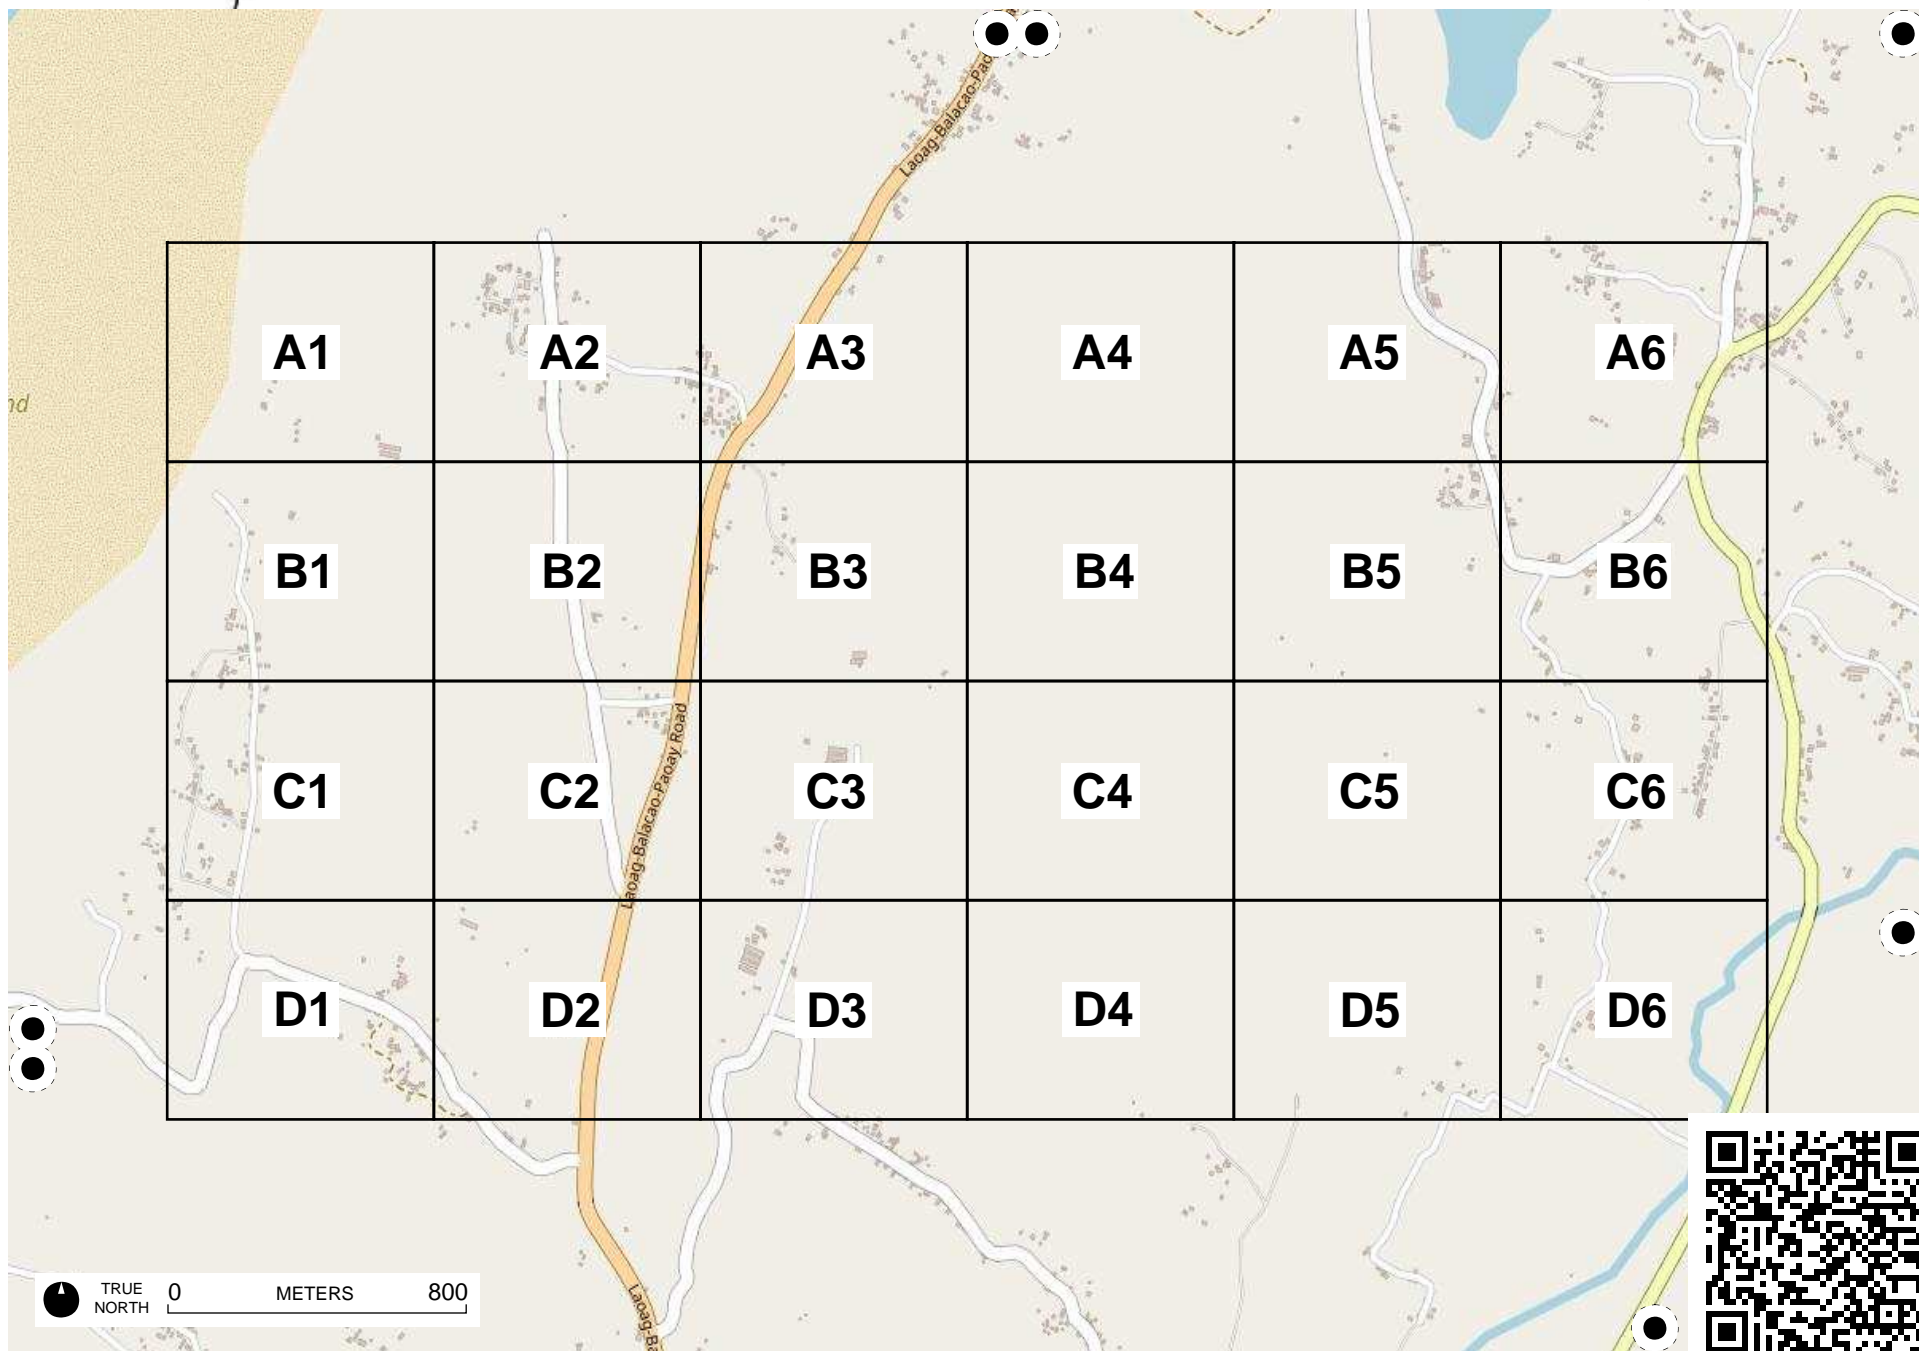 Laoag-Balacao-Pao
A1 A2 A3 A4 A5 A6
nd
B1 B2 B3 B4 B5 B6
Laoag-Balacao-Paoay Road
C1 C2 C3 C4 C5 C6
D1 D2 D3 D4 D5 D6
TRUE NORTH
0 METERS 800
Laoag-Ba